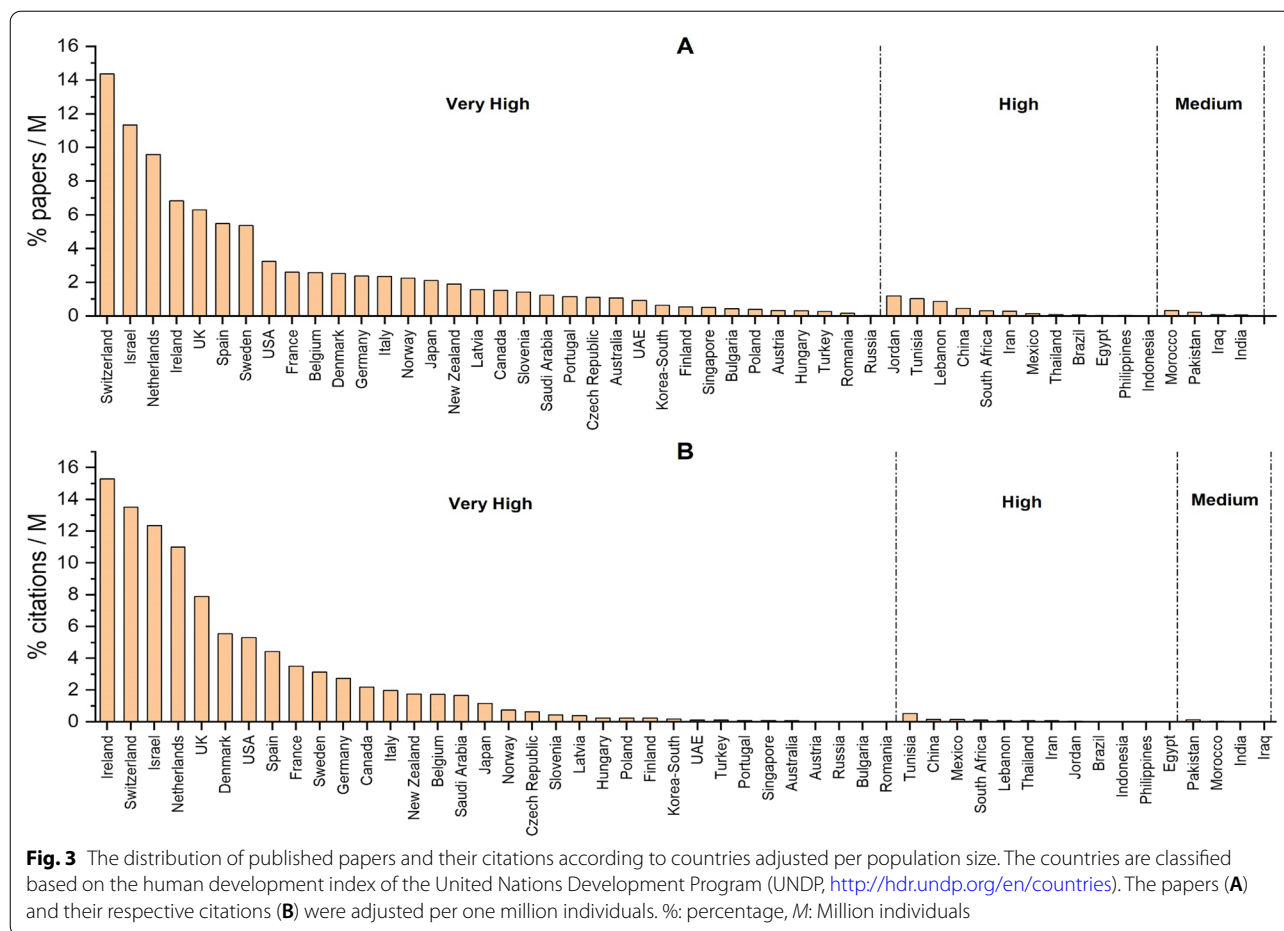 A
16
14
12
10
8
6
4
2
0
% papers / M
Very High
High
Medium
Switzerland
Israel
Netherlands
Ireland
UK
Spain
Sweden
USA
France
Belgium
Denmark
Germany
Italy
Norway
Japan
New Zealand
Latvia
Canada
Slovenia
Saudi Arabia
Portugal
Czech Republic
Australia
UAE
Korea-South
Finland
Singapore
Bulgaria
Poland
Austria
Hungary
Turkey
Romania
Russia
Jordan
Tunisia
Lebanon
China
South Africa
Iran
Mexico
Thailand
Brazil
Egypt
Philippines
Indonesia
Morocco
Pakistan
Iraq
India
B
16
14
12
10
8
6
4
2
0
% citations / M
Very High
High
Medium
Ireland
Switzerland
Israel
Netherlands
UK
Denmark
USA
Spain
France
Sweden
Germany
Canada
Italy
New Zealand
Belgium
Saudi Arabia
Japan
Norway
Czech Republic
Slovenia
Latvia
Hungary
Poland
Finland
Korea-South
UAE
Turkey
Portugal
Singapore
Australia
Austria
Russia
Bulgaria
Romania
Tunisia
China
Mexico
South Africa
Lebanon
Thailand
Iran
Jordan
Brazil
Indonesia
Philippines
Egypt
Pakistan
Morocco
India
Iraq
Fig. 3 The distribution of published papers and their citations according to countries adjusted per population size. The countries are classified
based on the human development index of the United Nations Development Program (UNDP, http://hdr.undp.org/en/countries). The papers (A)
and their respective citations (B) were adjusted per one million individuals. %: percentage, M: Million individuals